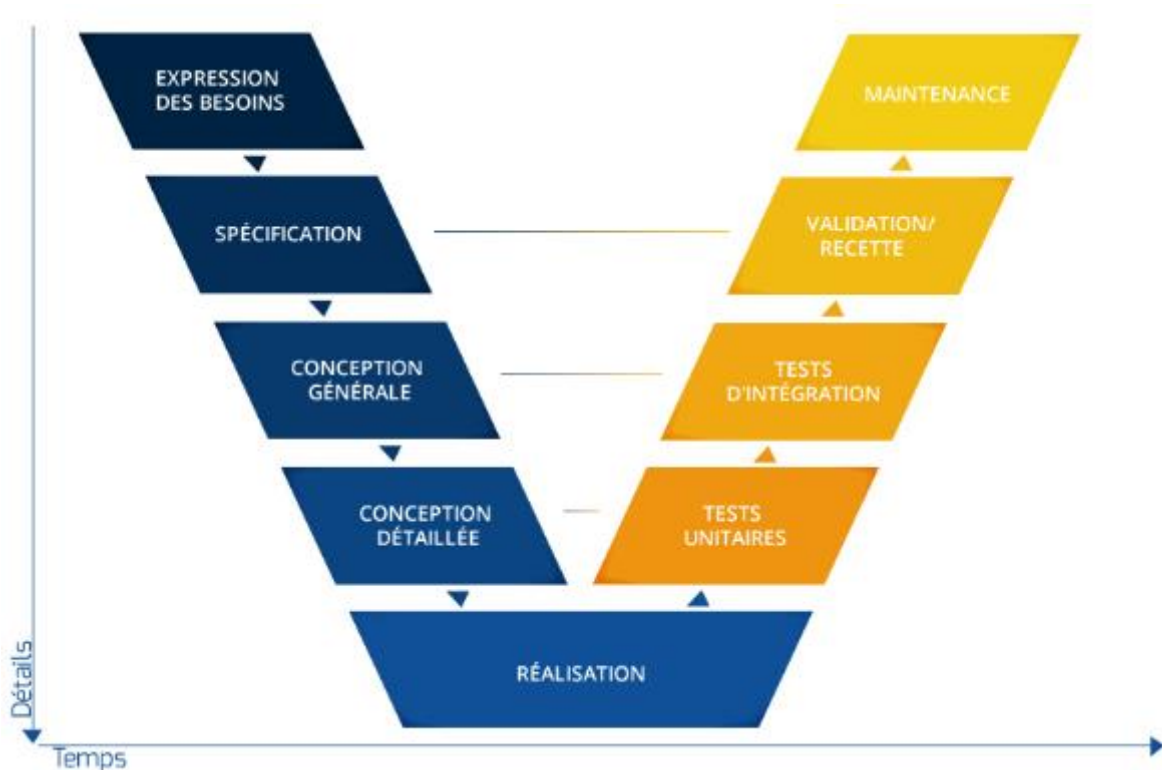 EXPRESSION
DES BESOINS
MAINTENANCE
SPÉCIFICATION
VALIDATION/
RECETTE
CONCEPTION
GÉNÉRALE
TESTS
D'INTÉGRATION
CONCEPTION
DÉTAILLÉE
TESTS
UNITAIRES
RÉALISATION
Détails
Temps